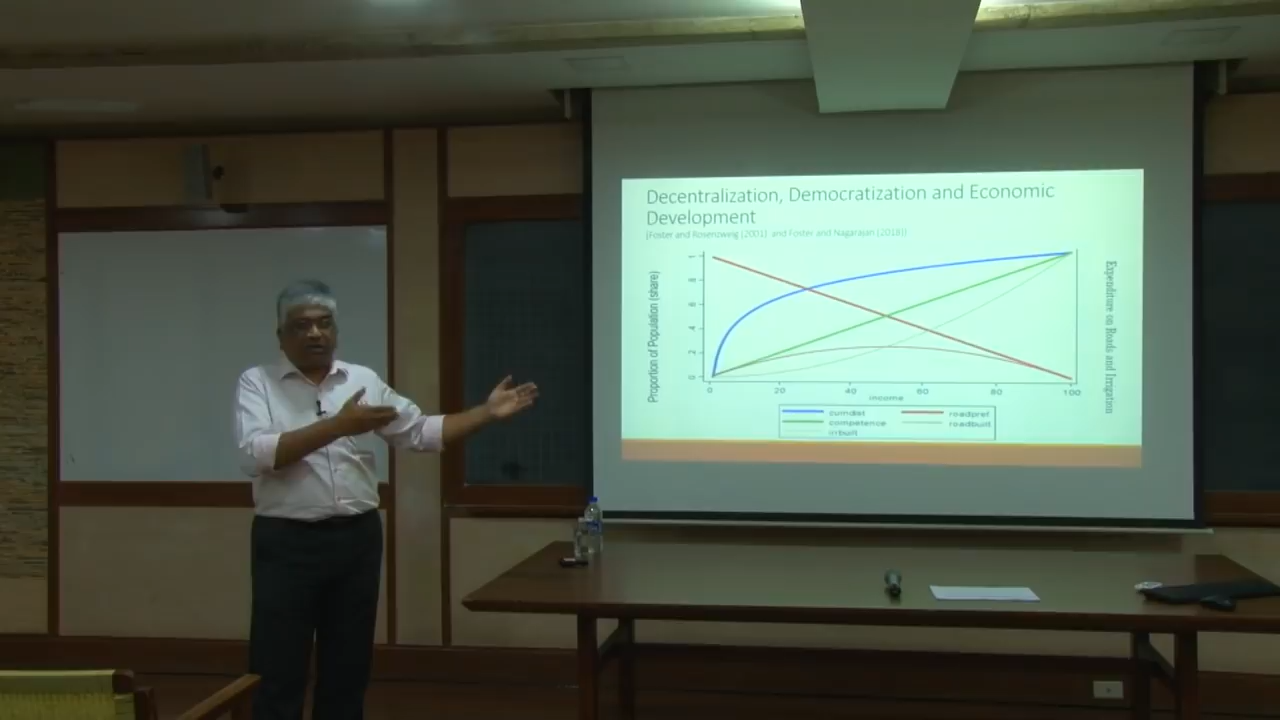 Decentralization, Democratization and Economic
Development
(Foster and Rosenzweig (2001) and Foster and Nagarajan (2018))
Proportion of Population (share)
1
.8
.6
.4
.2
0
0 20 40 60 80 100
income
Expenditure on Roads and Irrigation
cumdist roadpref
competence roadbuilt
irrbuilt